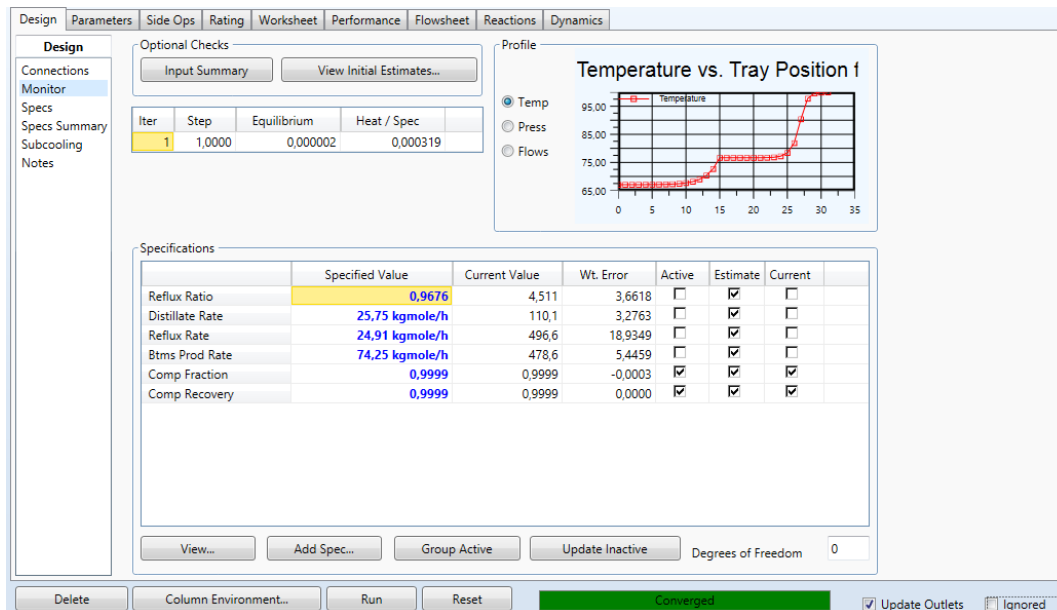 Design Parameters Side Ops Rating Worksheet Performance Flowsheet Reactions Dynamics
Design
Connections
Monitor
Specs
Specs Summary
Subcooling
Notes
Optional Checks
Input Summary View Initial Estimates...
Iter Step Equilibrium Heat / Spec
1 1,0000 0,000002 0,000319
Profile
Temp
Press
Flows
Temperature vs. Tray Position f
Temperature
95,00
85,00
75,00
65,00
0 5 10 15 20 25 30 35
Specifications
Specified Value Current Value Wt. Error Active Estimate Current
Reflux Ratio 0,9676 4,511 3,6618
Distillate Rate 25,75 kgmole/h 110,1 3,2763
Reflux Rate 24,91 kgmole/h 496,6 18,9349
Btms Prod Rate 74,25 kgmole/h 478,6 5,4459
Comp Fraction 0,9999 0,9999 -0,0003
Comp Recovery 0,9999 0,9999 0,0000
View... Add Spec... Group Active Update Inactive Degrees of Freedom 0
Delete Column Environment... Run Reset Converged Update Outlets Ignored